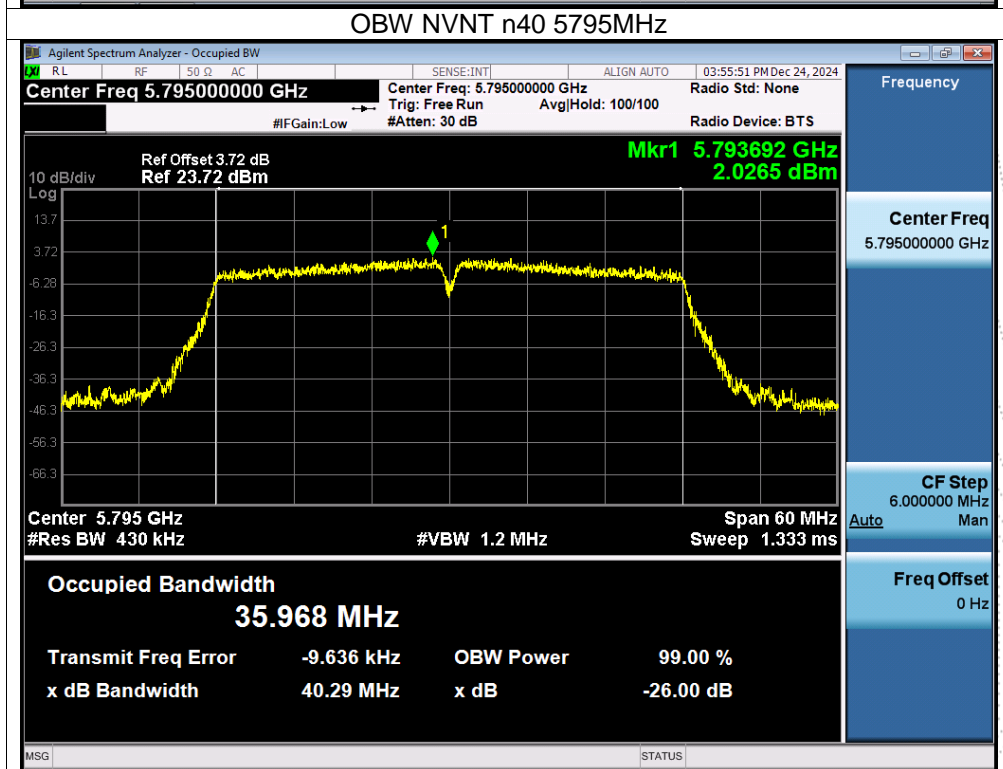 OBW NVNT n40 5795MHz
Agilent Spectrum Analyzer - Occupied BW
LXI RL RF 50 Ω AC SENSE:INT ALIGN AUTO 03:55:51 PM Dec 24, 2024
Center Freq 5.795000000 GHz
Center Freq: 5.795000000 GHz
Radio Std: None
Trig: Free Run Avg|Hold: 100/100
#IFGain:Low #Atten: 30 dB Radio Device: BTS
Mkr1 5.793692 GHz
2.0265 dBm
Ref Offset 3.72 dB
10 dB/div Ref 23.72 dBm
Log
13.7
1
3.72
-6.28
-16.3
-26.3
-36.3
-46.3
-56.3
-66.3
Center 5.795 GHz Span 60 MHz
#Res BW 430 kHz #VBW 1.2 MHz Sweep 1.333 ms
Occupied Bandwidth
35.968 MHz
Transmit Freq Error -9.636 kHz OBW Power 99.00 %
x dB Bandwidth 40.29 MHz x dB -26.00 dB
Frequency
Center Freq
5.795000000 GHz
CF Step
6.000000 MHz
Auto Man
Freq Offset
0 Hz
MSG STATUS